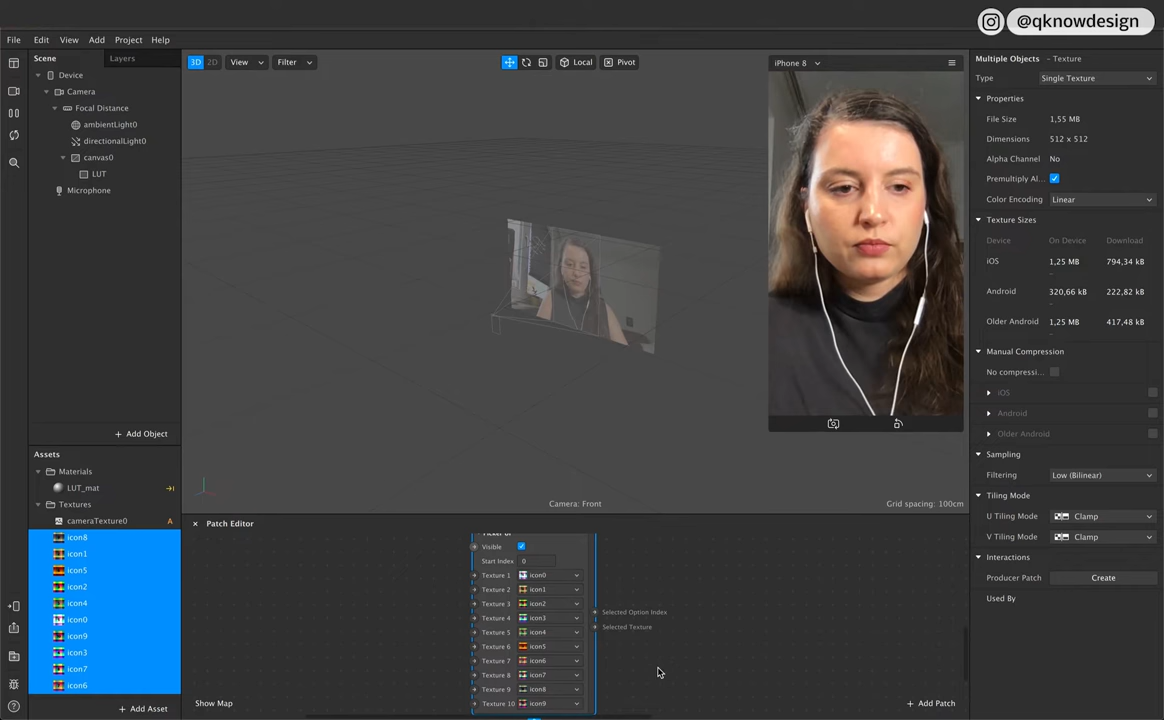 @qknowdesign
File Edit View Add Project Help
Scene
Layers
Device
Camera
Focal Distance
ambientLight0
directionalLight0
canvas0
LUT
Microphone
+ Add Object
Assets
Materials
LUT_mat
Textures
cameraTexture0 A
icon8
icon1
icon5
icon2
icon4
icon0
icon9
icon3
icon7
icon6
+ Add Asset
3D 2D View Filter Local Pivot
iPhone 8
Camera: Front
Grid spacing: 100cm
× Patch Editor
Visible
Start Index 0
Texture 1 icon0
Texture 2 icon1
Texture 3 icon2
Texture 4 icon3
Texture 5 icon4
Texture 6 icon5
Texture 7 icon6
Texture 8 icon7
Texture 9 icon8
Texture 10 icon9
Selected Option Index
Selected Texture
Show Map
+ Add Patch
Multiple Objects - Texture
Type Single Texture
Properties
File Size 1,55 MB
Dimensions 512 x 512
Alpha Channel No
Premultiply Al...
Color Encoding Linear
Texture Sizes
Device On Device Download
iOS 1,25 MB 794,34 kB
Android 320,66 kB 222,82 kB
Older Android 1,25 MB 417,48 kB
Manual Compression
No compressi...
iOS
Android
Older Android
Sampling
Filtering Low (Bilinear)
Tiling Mode
U Tiling Mode Clamp
V Tiling Mode Clamp
Interactions
Producer Patch Create
Used By